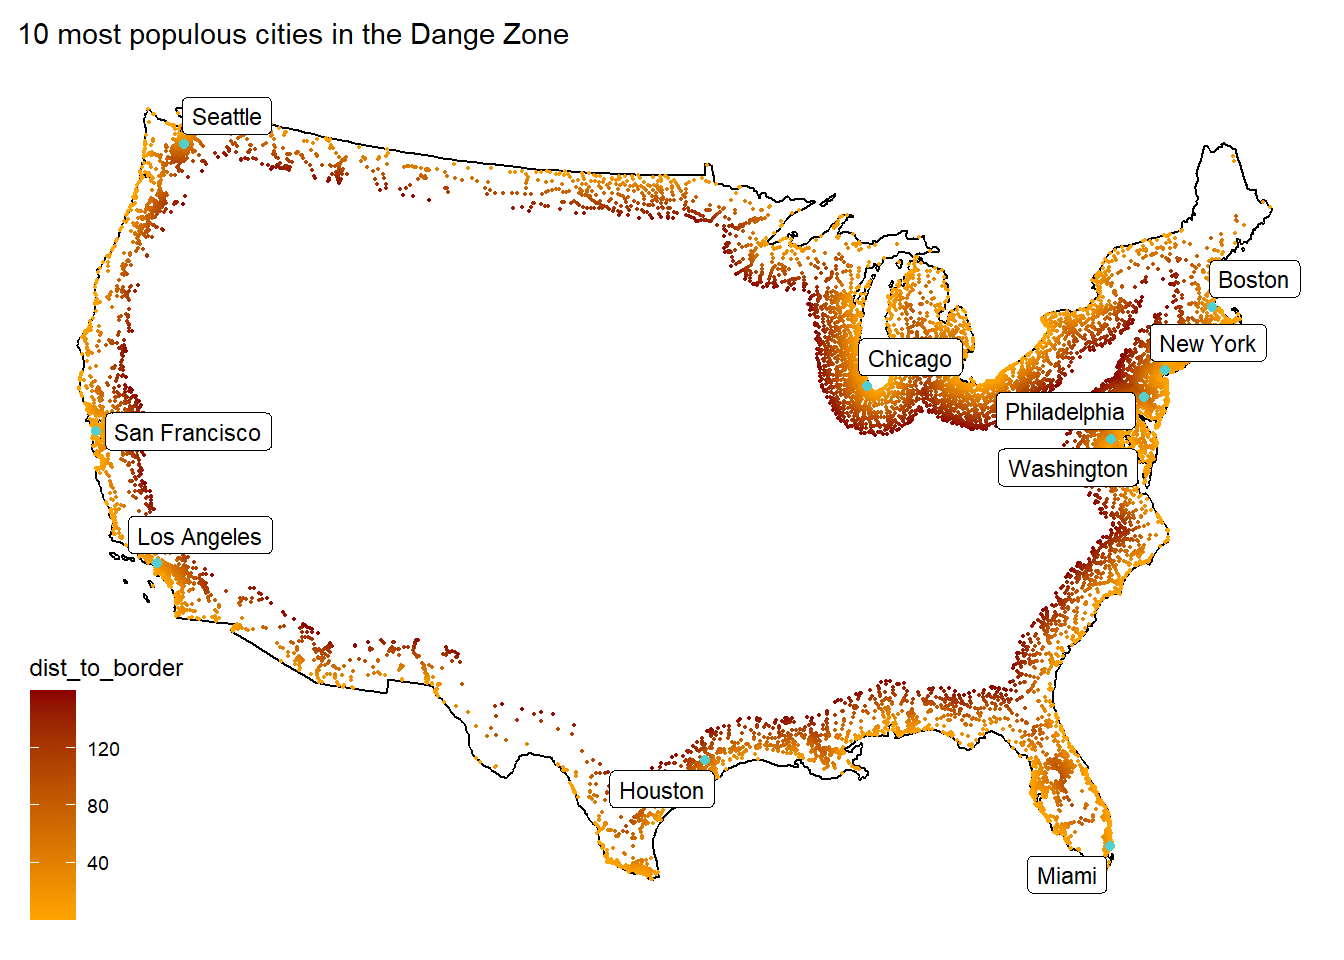 10 most populous cities in the Dange Zone
Seattle
Boston
New York
Chicago
Philadelphia
San Francisco
Washington
Los Angeles
dist_to_border
120
80
40
Houston
Miami